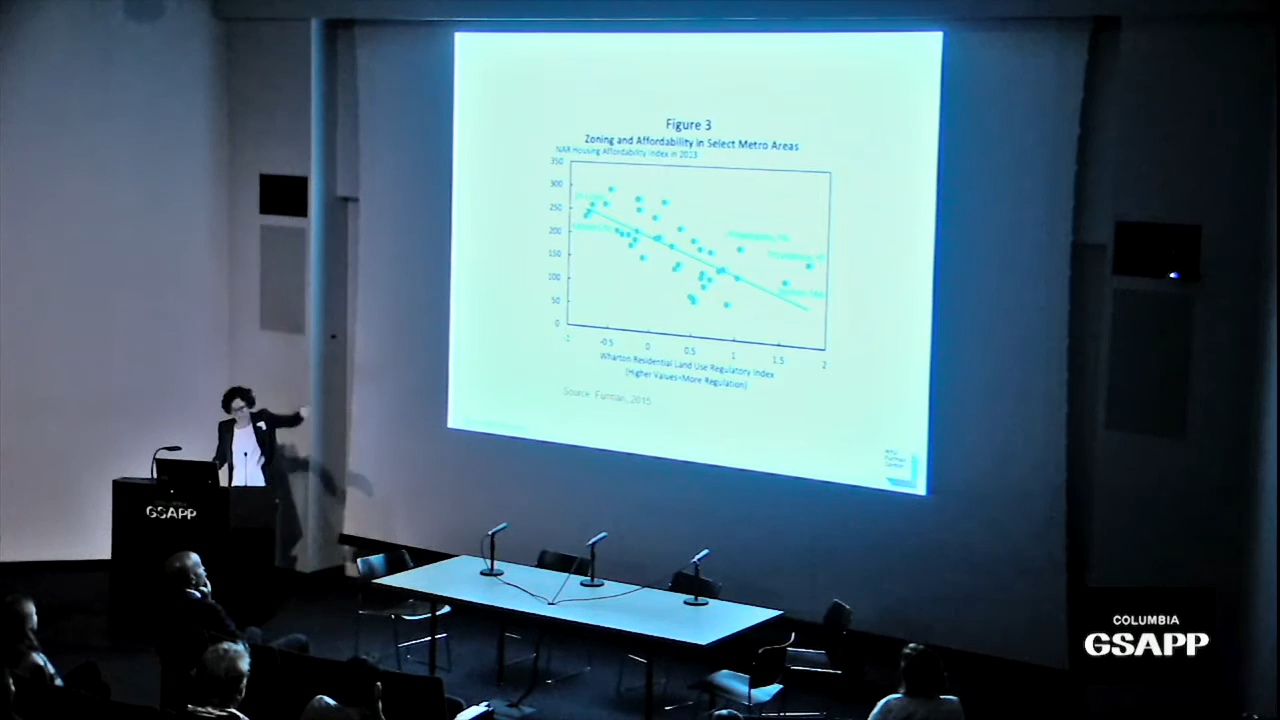 Figure 3
Zoning and Affordability in Select Metro Areas
NAR Housing Affordability Index in 2013
350
300
250
200
150
100
50
0
-0.5
0
0.5
1
1.5
2
Wharton Residential Land Use Regulatory Index
(Higher Values=More Regulation)
Source: Furman, 2015
GSAPP
COLUMBIA
GSAPP